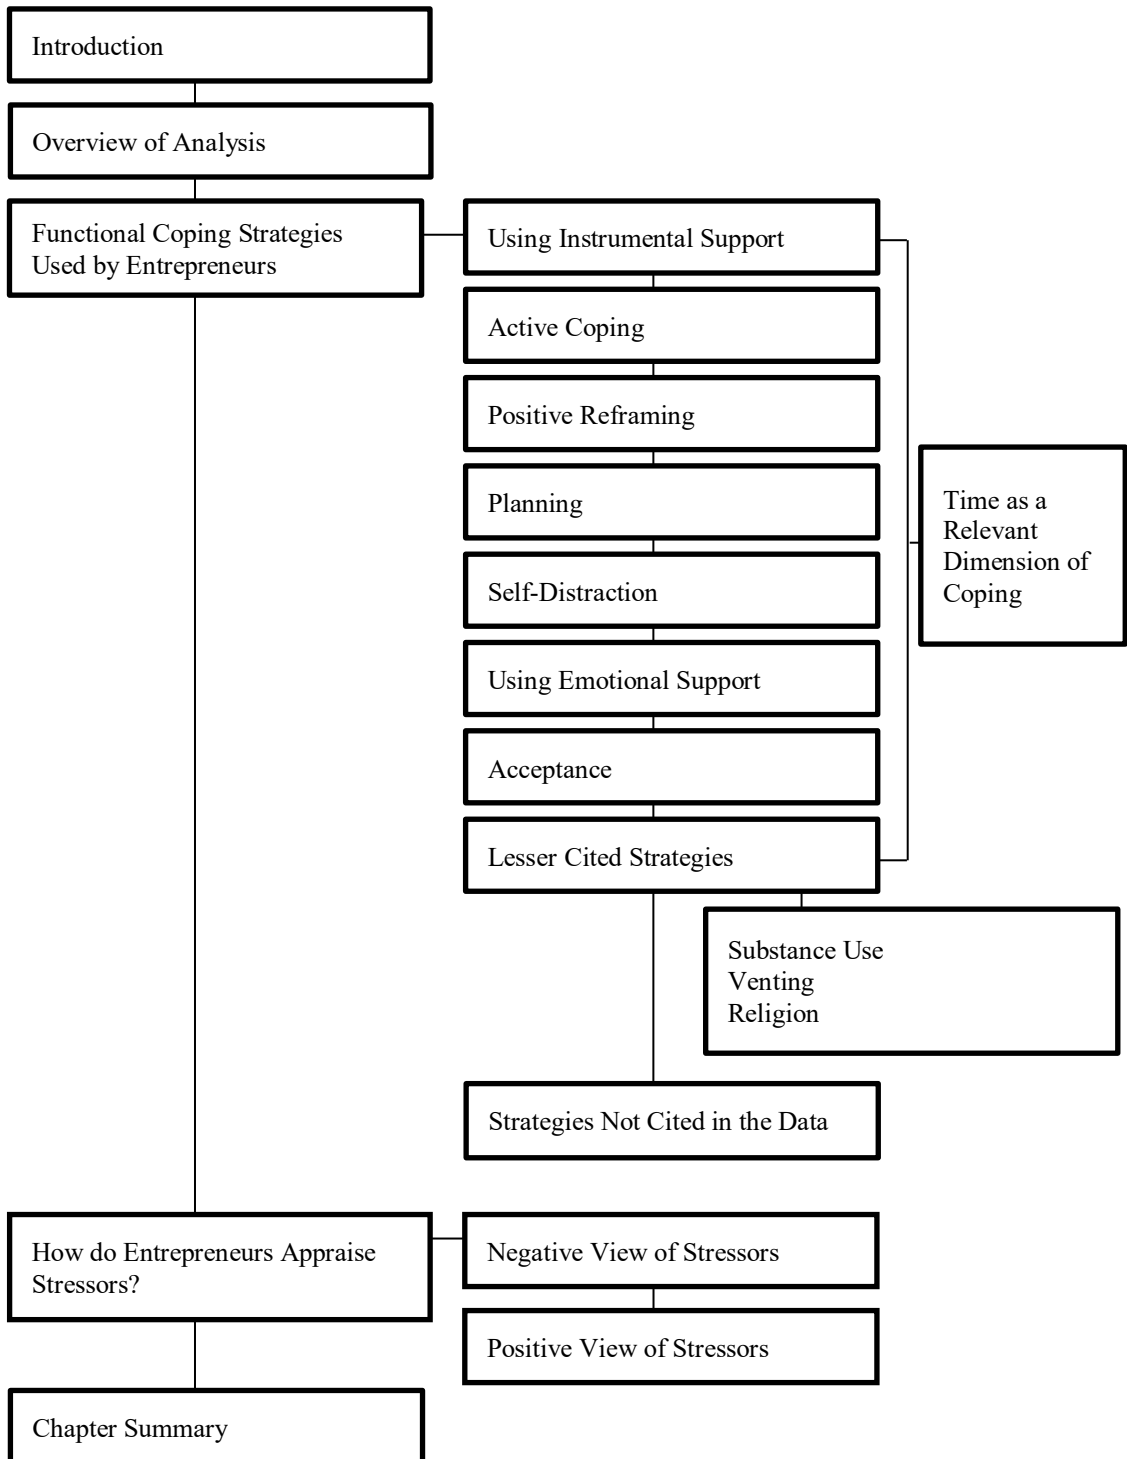 Introduction
Overview of Analysis
Functional Coping Strategies
Used by Entrepreneurs
Using Instrumental Support
Active Coping
Positive Reframing
Planning
Self-Distraction
Using Emotional Support
Acceptance
Lesser Cited Strategies
Time as a
Relevant
Dimension of
Coping
Substance Use
Venting
Religion
Strategies Not Cited in the Data
How do Entrepreneurs Appraise
Stressors?
Negative View of Stressors
Positive View of Stressors
Chapter Summary